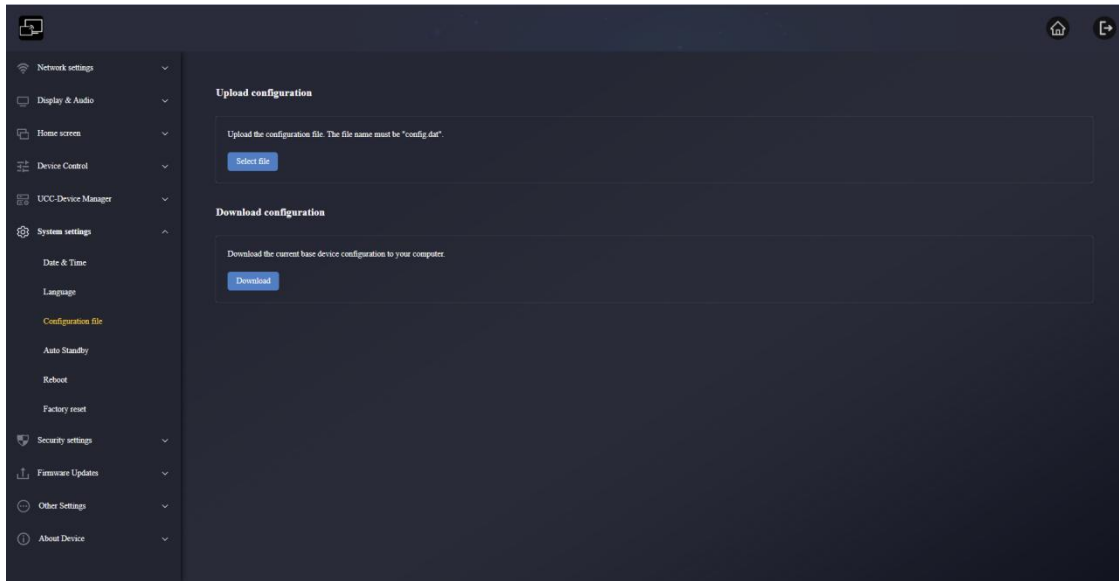 Network settings
Display & Audio
Home screen
Device Control
UCC-Device Manager
System settings
Date & Time
Language
Configuration file
Auto Standby
Reboot
Factory reset
Security settings
Firmware Updates
Other Settings
About Device
Upload configuration
Upload the configuration file. The file name must be "config.dat".
Select file
Download configuration
Download the current base device configuration to your computer.
Download